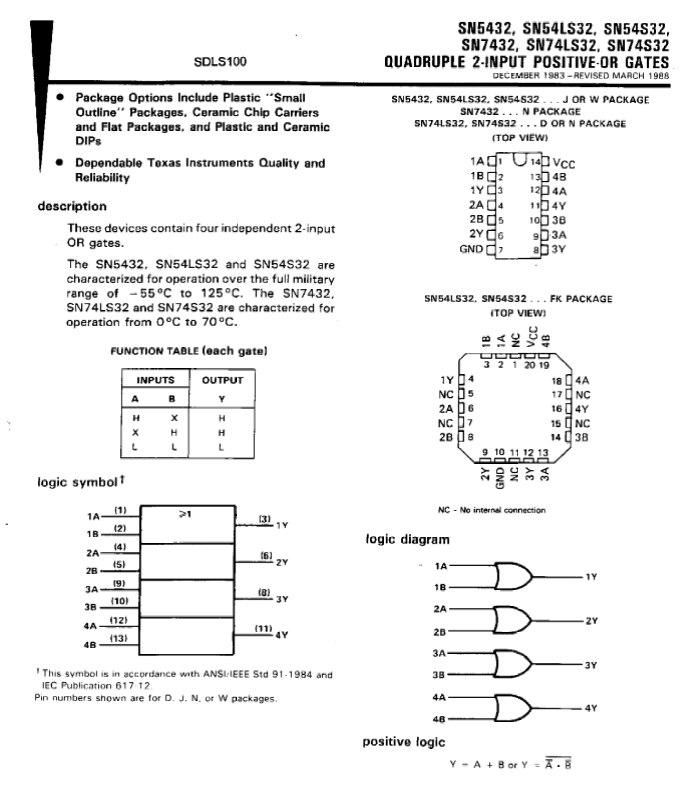 SN5432, SN54LS32, SN54S32,
SN7432, SN74LS32, SN74S32
SDLS100
QUADRUPLE 2-INPUT POSITIVE-OR GATES
DECEMBER 1983 – REVISED MARCH 1988
● Package Options Include Plastic "Small
Outline" Packages, Ceramic Chip Carriers
and Flat Packages, and Plastic and Ceramic
DIPs
● Dependable Texas Instruments Quality and
Reliability
description
These devices contain four independent 2-input
OR gates.
The SN5432, SN54LS32 and SN54S32 are
characterized for operation over the full military
range of −55°C to 125°C. The SN7432,
SN74LS32 and SN74S32 are characterized for
operation from 0°C to 70°C.
FUNCTION TABLE (each gate)
INPUTS OUTPUT
A B Y
H X H
X H H
L L L
logic symbol†
1A (1) ≥1
(3) 1Y
1B (2)
2A (4)
(6) 2Y
2B (5)
3A (9)
(8) 3Y
3B (10)
4A (12)
(11) 4Y
4B (13)
† This symbol is in accordance with ANSI/IEEE Std 91-1984 and
IEC Publication 617-12.
Pin numbers shown are for D, J, N, or W packages.
SN5432, SN54LS32, SN54S32 . . . J OR W PACKAGE
SN7432 . . . N PACKAGE
SN74LS32, SN74S32 . . . D OR N PACKAGE
(TOP VIEW)
1A 1 14 VCC
1B 2 13 4B
1Y 3 12 4A
2A 4 11 4Y
2B 5 10 3B
2Y 6 9 3A
GND 7 8 3Y
SN54LS32, SN54S32 . . . FK PACKAGE
(TOP VIEW)
1B 1A NC VCC 4B
3 2 1 20 19
1Y 4 18 4A
NC 5 17 NC
2A 6 16 4Y
NC 7 15 NC
2B 8 14 3B
9 10 11 12 13
2Y GND NC 3Y 3A
NC - No internal connection
logic diagram
1A
1Y
1B
2A
2Y
2B
3A
3Y
3B
4A
4Y
4B
positive logic
Y = A + B or Y = A̅ · B̅ (overlined)